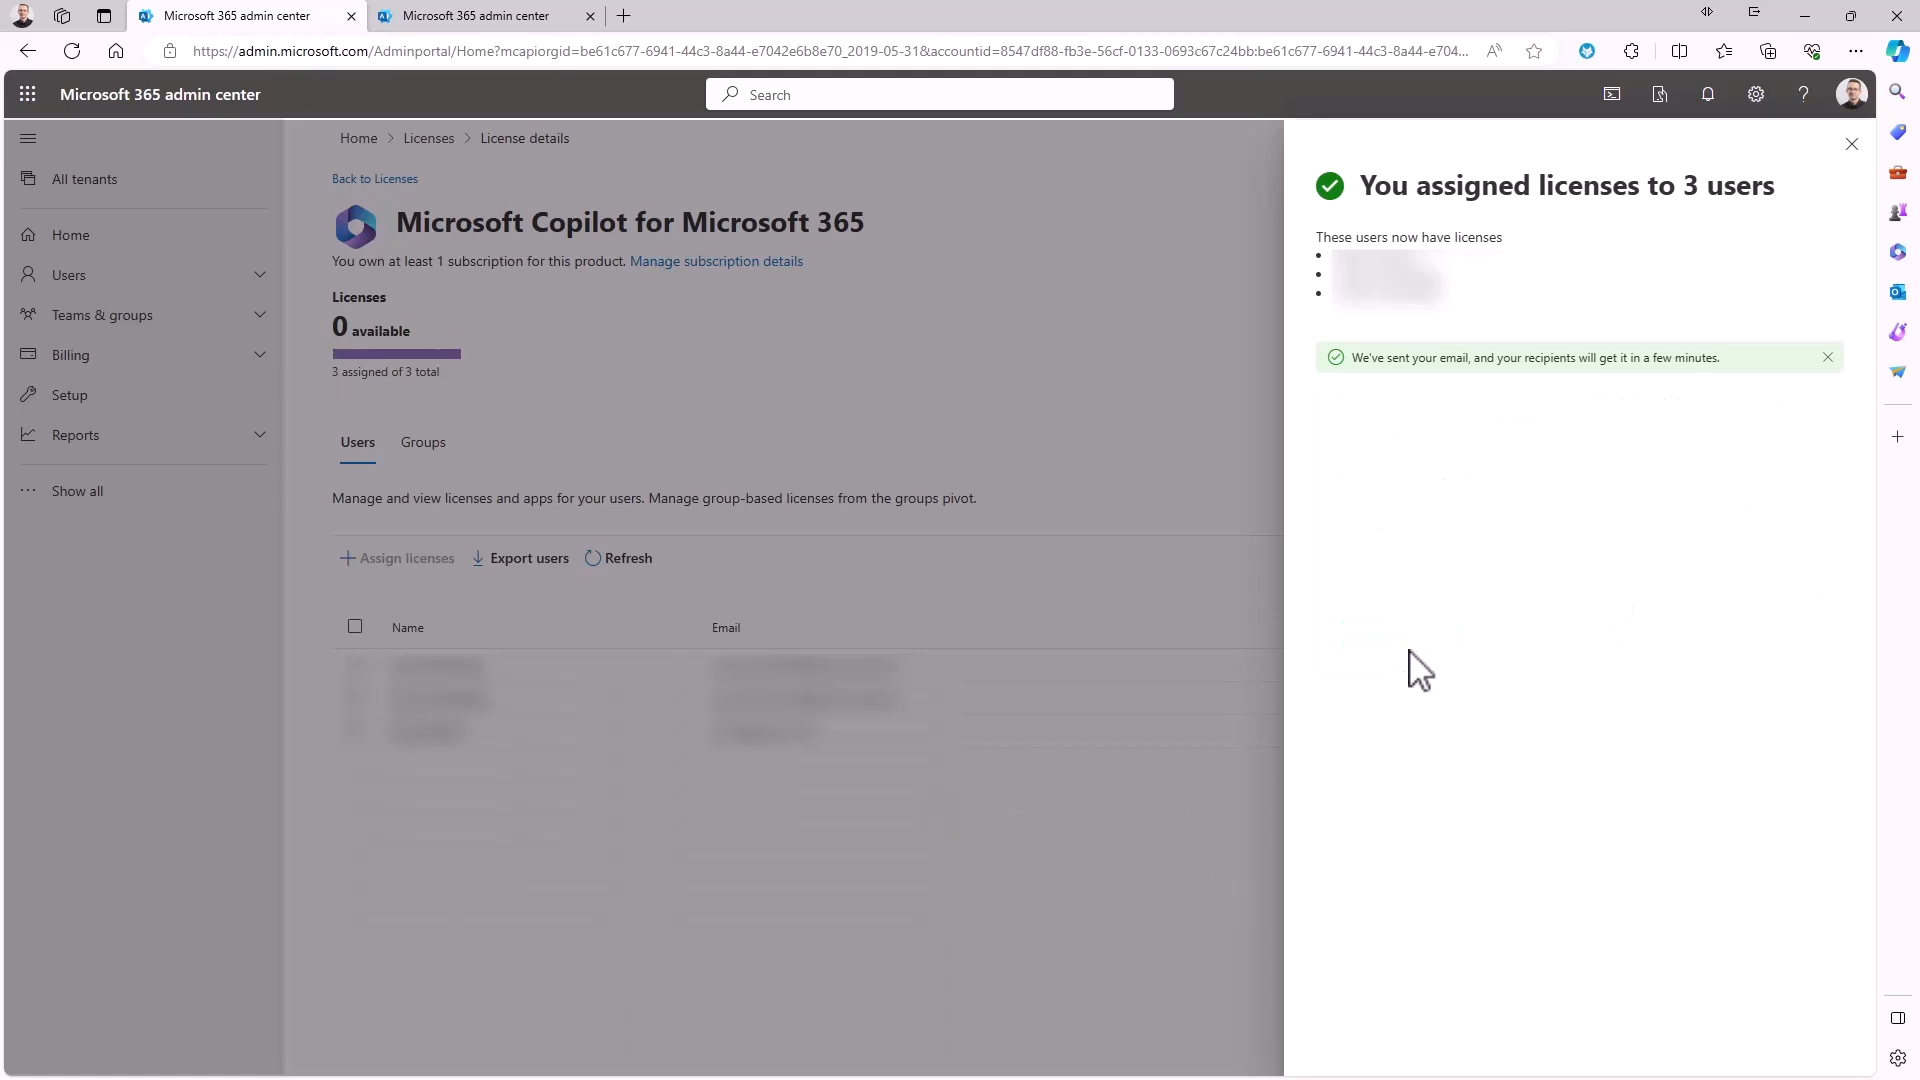 Microsoft 365 admin center
Microsoft 365 admin center
https://admin.microsoft.com/Adminportal/Home?mcapiorgid=be61c677-6941-44c3-8a44-e7042e6b8e70_2019-05-31&accountid=8547df88-fb3e-56cf-0133-0693c67c24bb:be61c677-6941-44c3-8a44-e704...
Microsoft 365 admin center
Search
All tenants
Home
Users
Teams & groups
Billing
Setup
Reports
Show all
Home > Licenses > License details
Back to Licenses
Microsoft Copilot for Microsoft 365
You own at least 1 subscription for this product. Manage subscription details
Licenses
0 available
3 assigned of 3 total
Users Groups
Manage and view licenses and apps for your users. Manage group-based licenses from the groups pivot.
Assign licenses Export users Refresh
Name Email
You assigned licenses to 3 users
These users now have licenses
We've sent your email, and your recipients will get it in a few minutes.